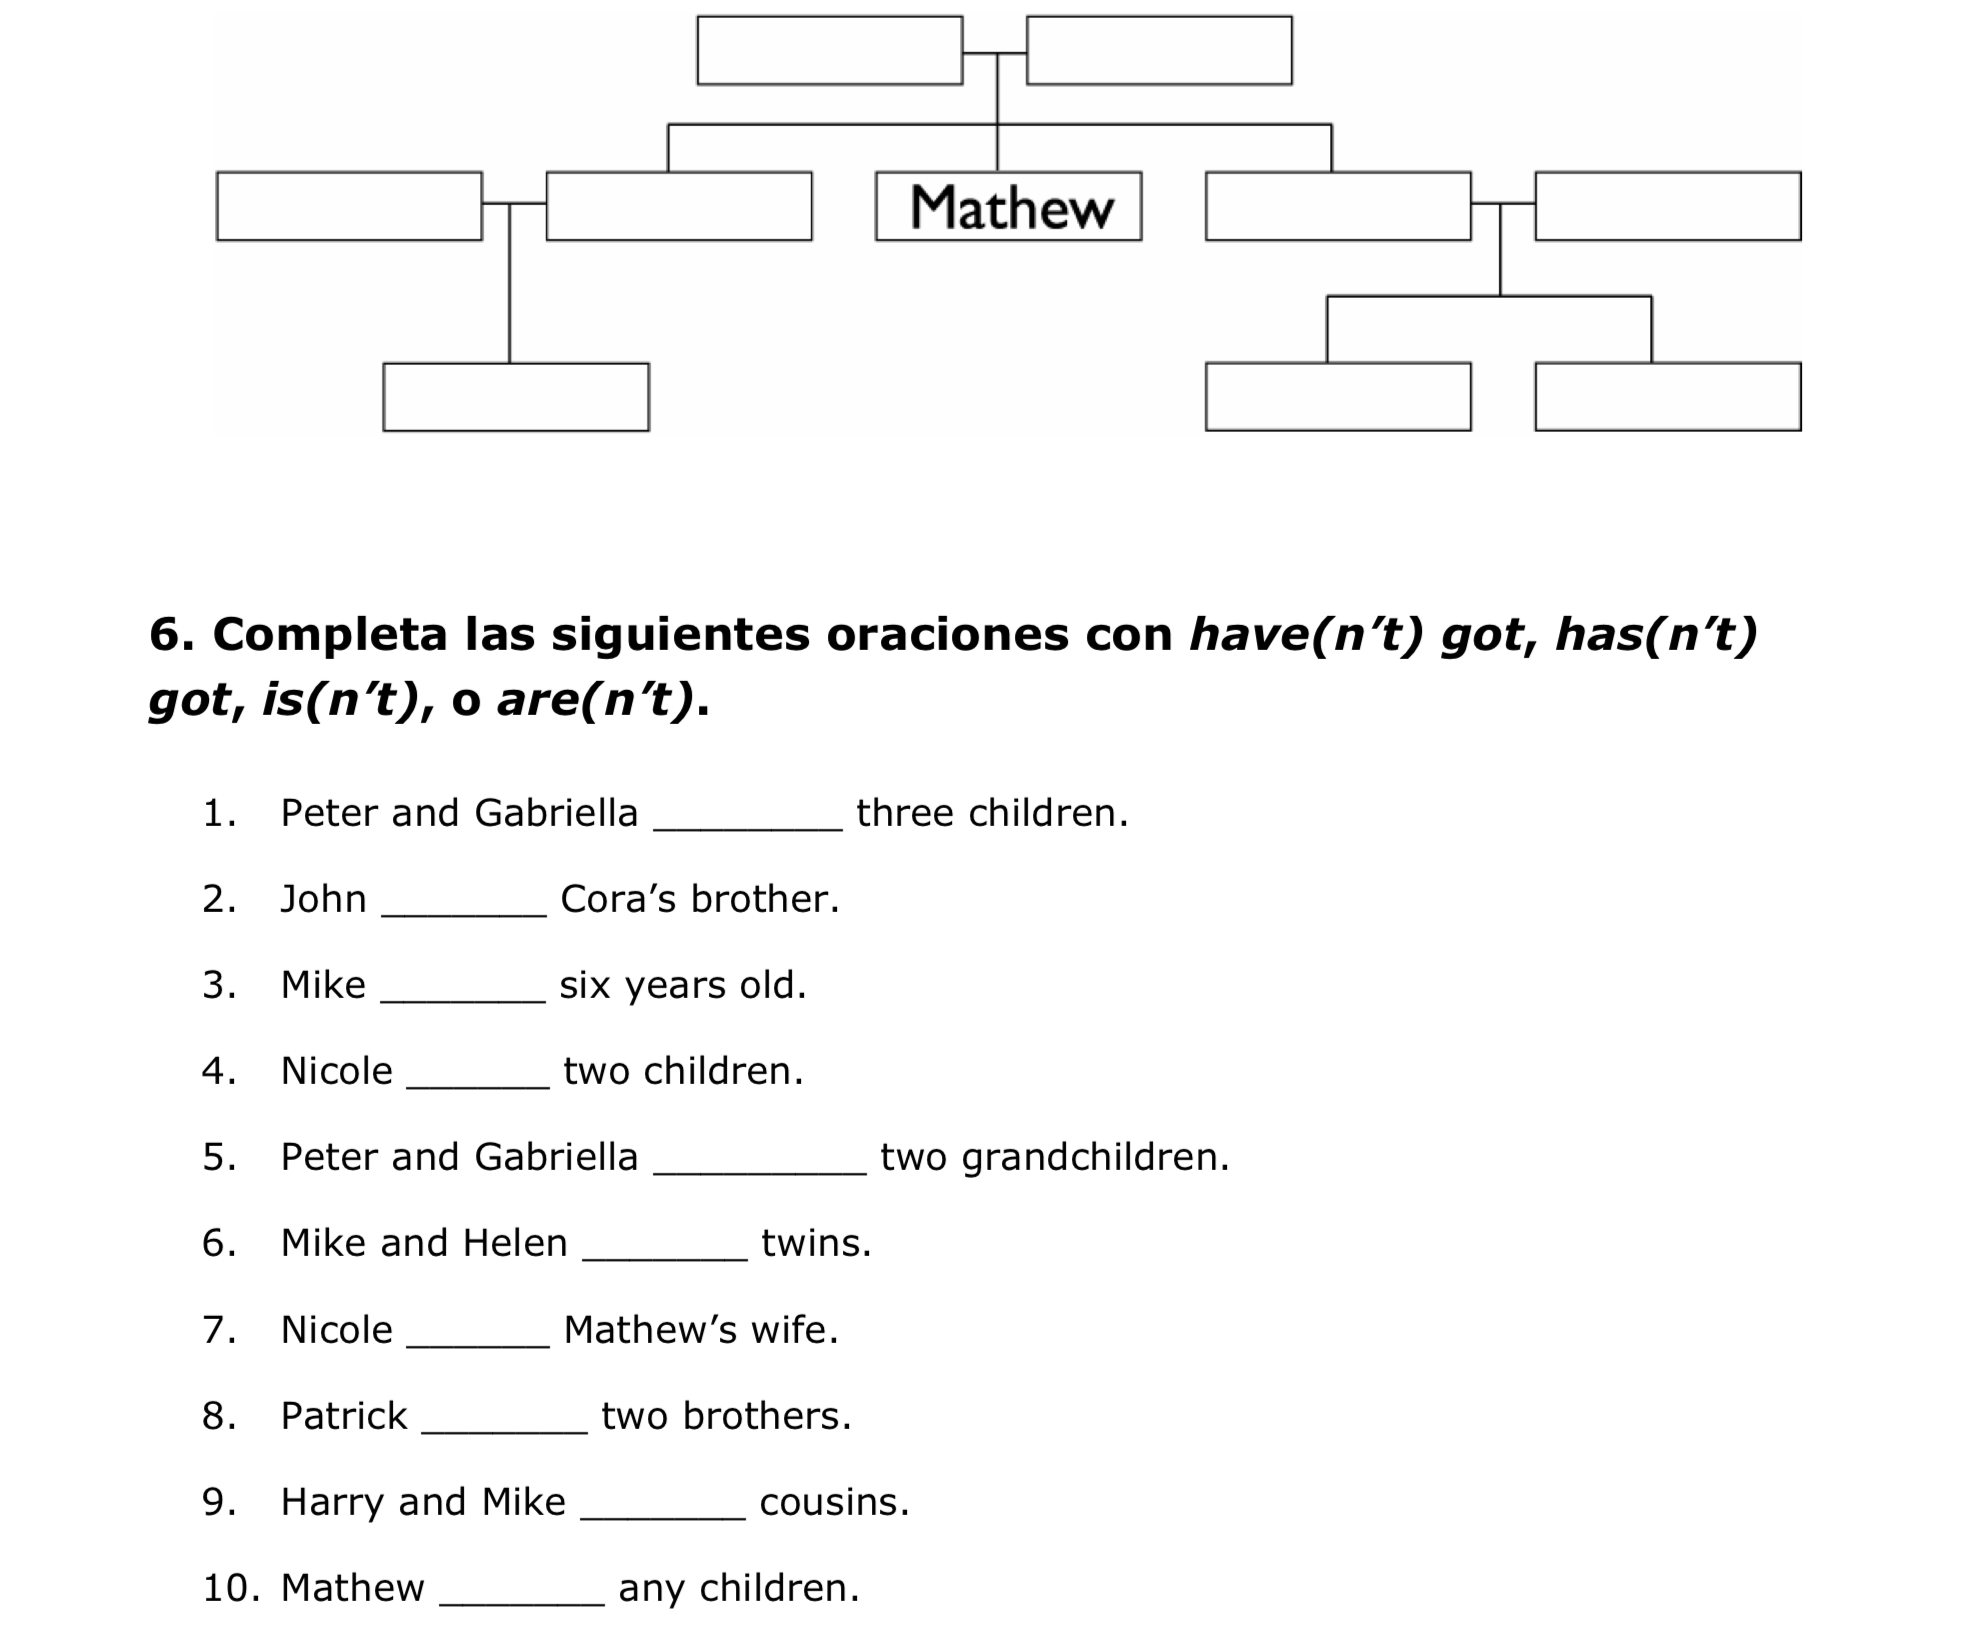 Mathew
6. Completa las siguientes oraciones con have(n’t) got, has(n’t)
got, is(n’t), o are(n’t).
1. Peter and Gabriella ________ three children.
2. John _______ Cora’s brother.
3. Mike _______ six years old.
4. Nicole ______ two children.
5. Peter and Gabriella _________ two grandchildren.
6. Mike and Helen _______ twins.
7. Nicole ______ Mathew’s wife.
8. Patrick _______ two brothers.
9. Harry and Mike _______ cousins.
10. Mathew _______ any children.